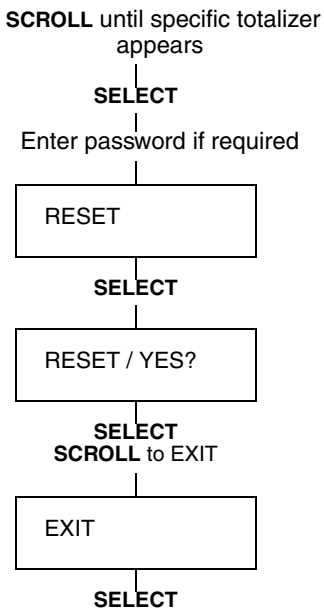 SCROLL until specific totalizer
appears
SELECT
Enter password if required
RESET
SELECT
RESET / YES?
SELECT
SCROLL to EXIT
EXIT
SELECT